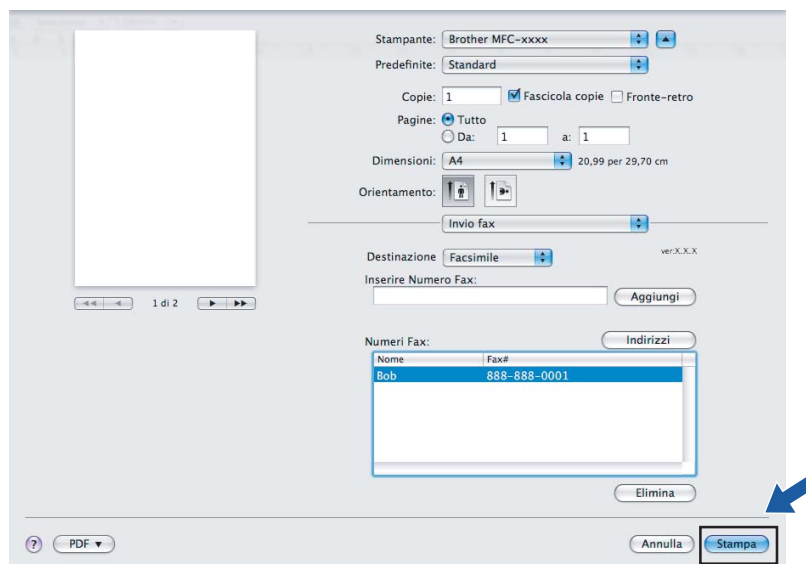 Stampante: Brother MFC-xxxx
Predefinite: Standard
Copie: 1 Fascicola copie Fronte-retro
Pagine: Tutto
Da: 1 a: 1
Dimensioni: A4 20,99 per 29,70 cm
Orientamento:
Invio fax
Destinazione Facsimile ver:X.X.X
Inserire Numero Fax:
Aggiungi
1 di 2
Numeri Fax: Indirizzi
Nome Fax#
Bob 888-888-0001
Elimina
? PDF Annulla Stampa